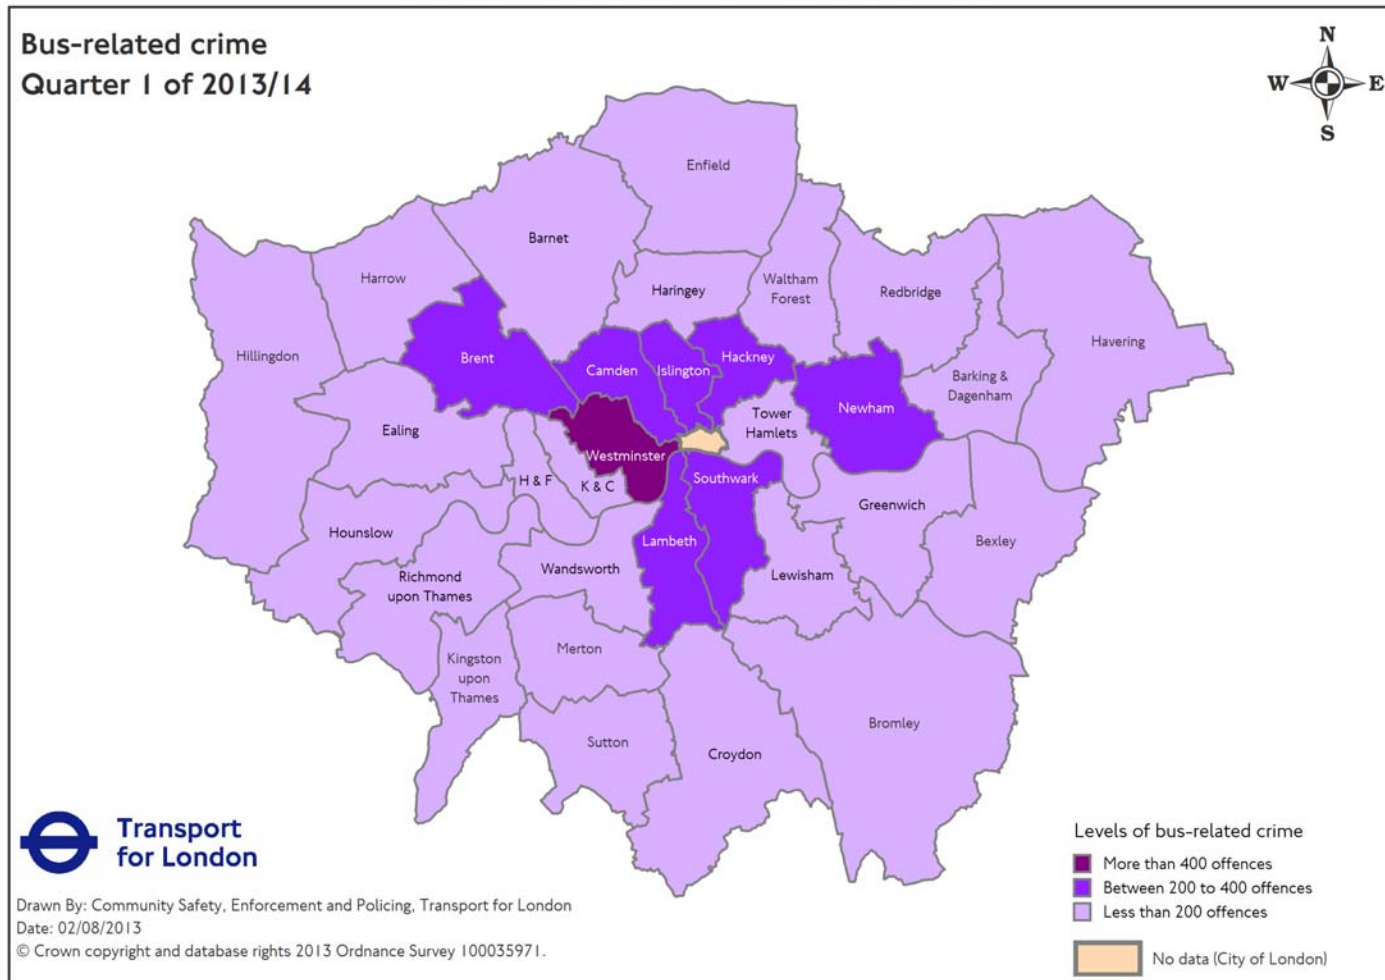 Bus-related crime
Quarter 1 of 2013/14
N
W E
S
Enfield
Barnet
Harrow
Haringey
Waltham
Forest
Redbridge
Havering
Hillingdon
Brent
Camden
Islington
Hackney
Barking &
Dagenham
Newham
Tower
Hamlets
Ealing
Westminster
H & F
K & C
Southwark
Greenwich
Hounslow
Lambeth
Bexley
Wandsworth
Lewisham
Richmond
upon Thames
Merton
Kingston
upon
Thames
Bromley
Sutton
Croydon
Transport
for London
Levels of bus-related crime
More than 400 offences
Between 200 to 400 offences
Less than 200 offences
No data (City of London)
Drawn By: Community Safety, Enforcement and Policing, Transport for London
Date: 02/08/2013
© Crown copyright and database rights 2013 Ordnance Survey 100035971.